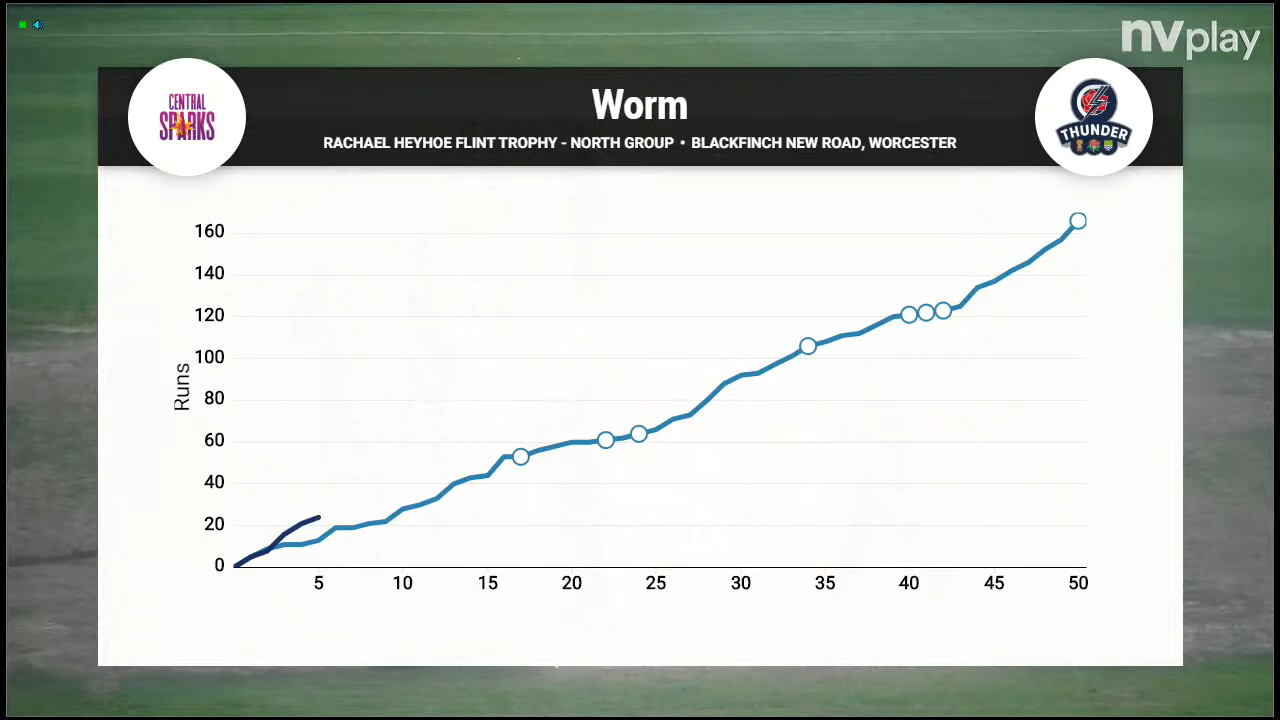 nvplay
CENTRAL
SPARKS
Worm
THUNDER
RACHAEL HEYHOE FLINT TROPHY - NORTH GROUP • BLACKFINCH NEW ROAD, WORCESTER
Runs
160
140
120
100
80
60
40
20
0
5 10 15 20 25 30 35 40 45 50